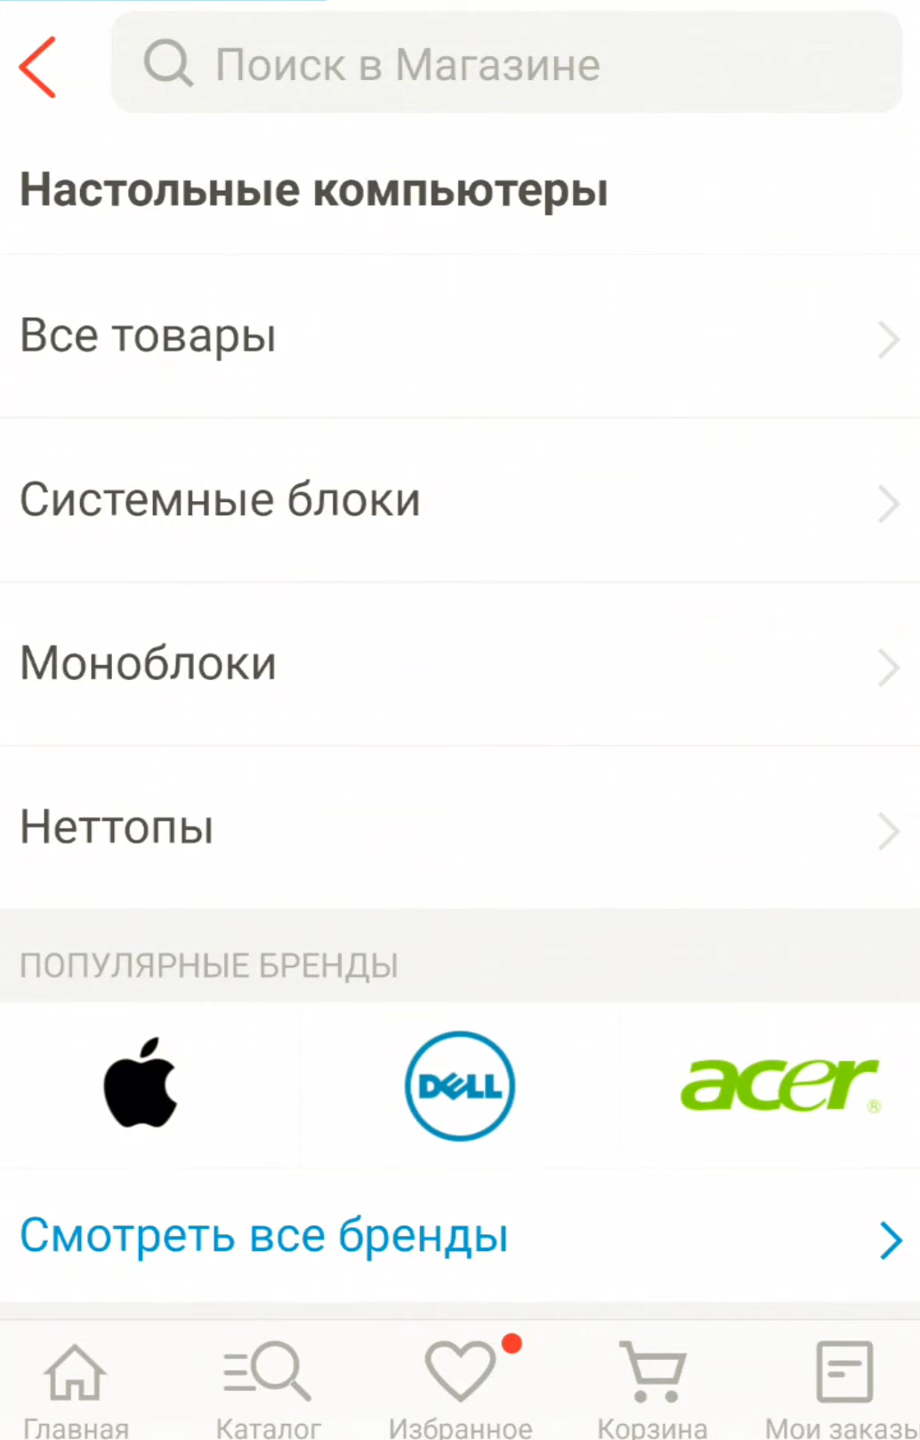 Поиск в Магазине
Настольные компьютеры
Все товары
Системные блоки
Моноблоки
Неттопы
ПОПУЛЯРНЫЕ БРЕНДЫ
DELL acer®
Смотреть все бренды
Главная Каталог Избранное Корзина Мои заказы